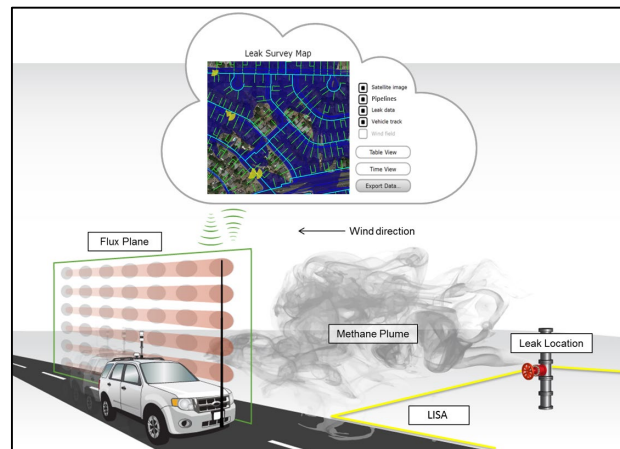 Leak Survey Map
Satellite image
Pipelines
Leak data
Vehicle track
Wind field
Table View
Time View
Export Data...
Flux Plane
Wind direction
Methane Plume
Leak Location
LISA